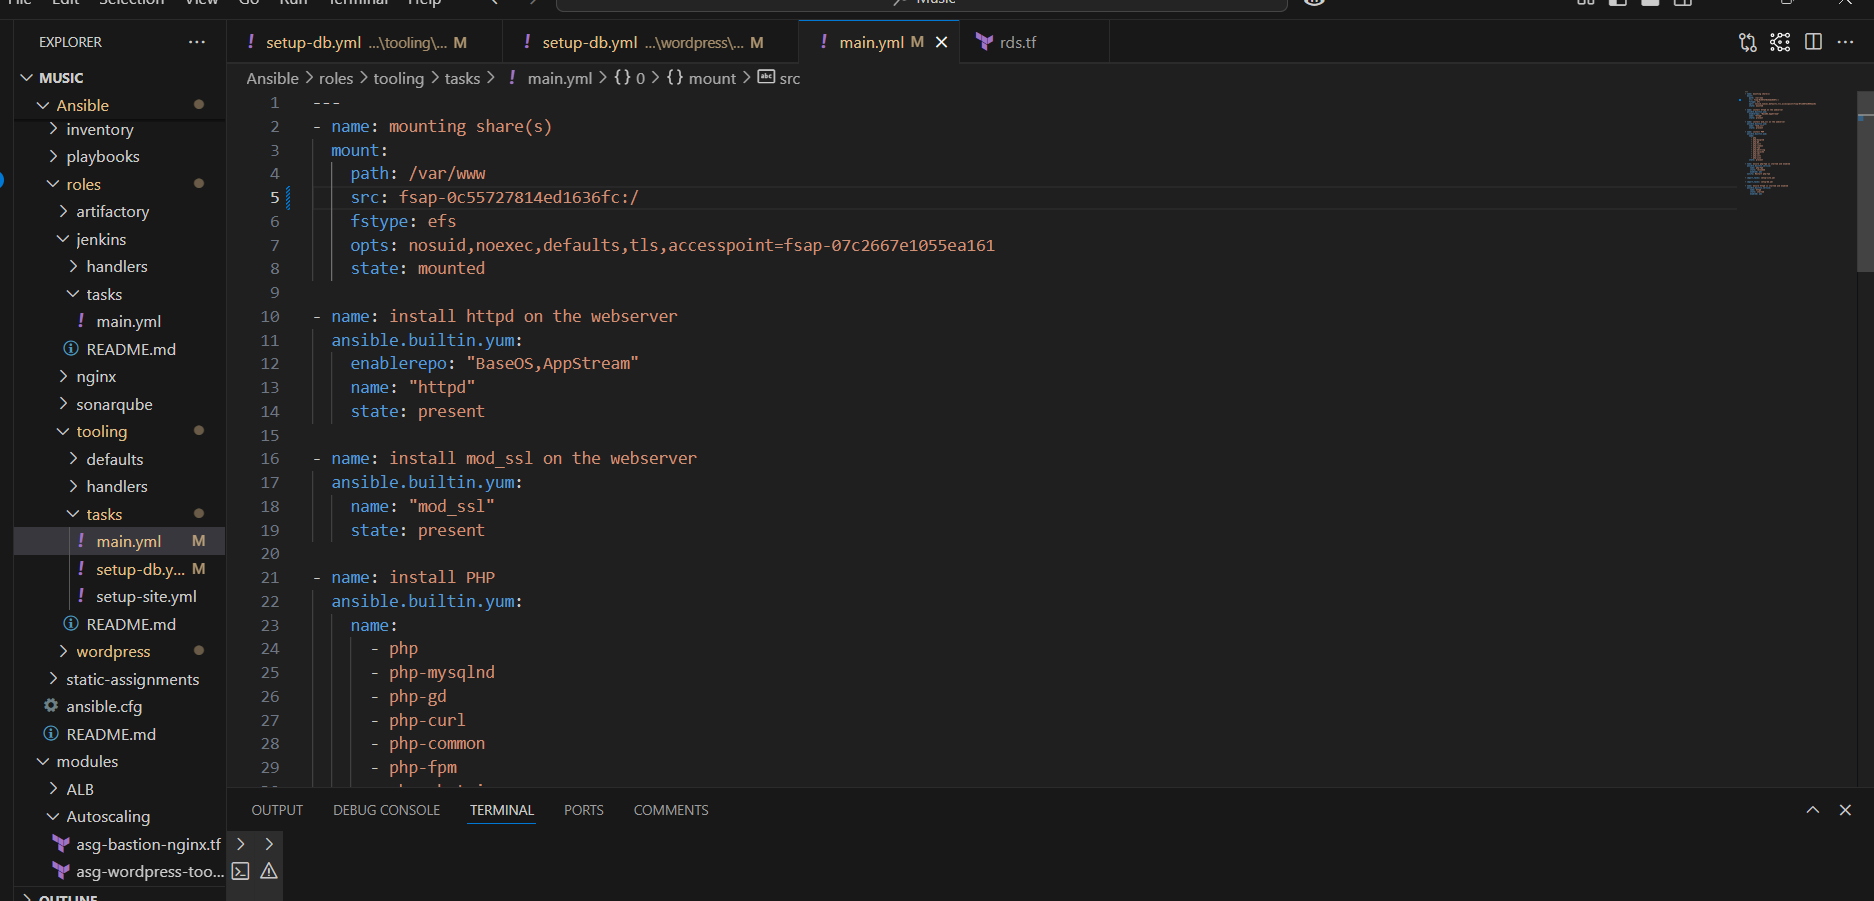 File Edit Selection View Go Run Terminal Help Music
EXPLORER
setup-db.yml ...\tooling\... M
setup-db.yml ...\wordpress\... M
main.yml M
rds.tf
MUSIC
Ansible
inventory
playbooks
roles
artifactory
jenkins
handlers
tasks
main.yml
README.md
nginx
sonarqube
tooling
defaults
handlers
tasks
main.yml M
setup-db.y... M
setup-site.yml
README.md
wordpress
static-assignments
ansible.cfg
README.md
modules
ALB
Autoscaling
asg-bastion-nginx.tf
asg-wordpress-too...
OUTLINE
Ansible > roles > tooling > tasks > ! main.yml > {} 0 > {} mount > abc src
1 ---
2 - name: mounting share(s)
3 mount:
4 path: /var/www
5 src: fsap-0c55727814ed1636fc:/
6 fstype: efs
7 opts: nosuid,noexec,defaults,tls,accesspoint=fsap-07c2667e1055ea161
8 state: mounted
9
10 - name: install httpd on the webserver
11 ansible.builtin.yum:
12 enablerepo: "BaseOS,AppStream"
13 name: "httpd"
14 state: present
15
16 - name: install mod_ssl on the webserver
17 ansible.builtin.yum:
18 name: "mod_ssl"
19 state: present
20
21 - name: install PHP
22 ansible.builtin.yum:
23 name:
24 - php
25 - php-mysqlnd
26 - php-gd
27 - php-curl
28 - php-common
29 - php-fpm
OUTPUT DEBUG CONSOLE TERMINAL PORTS COMMENTS